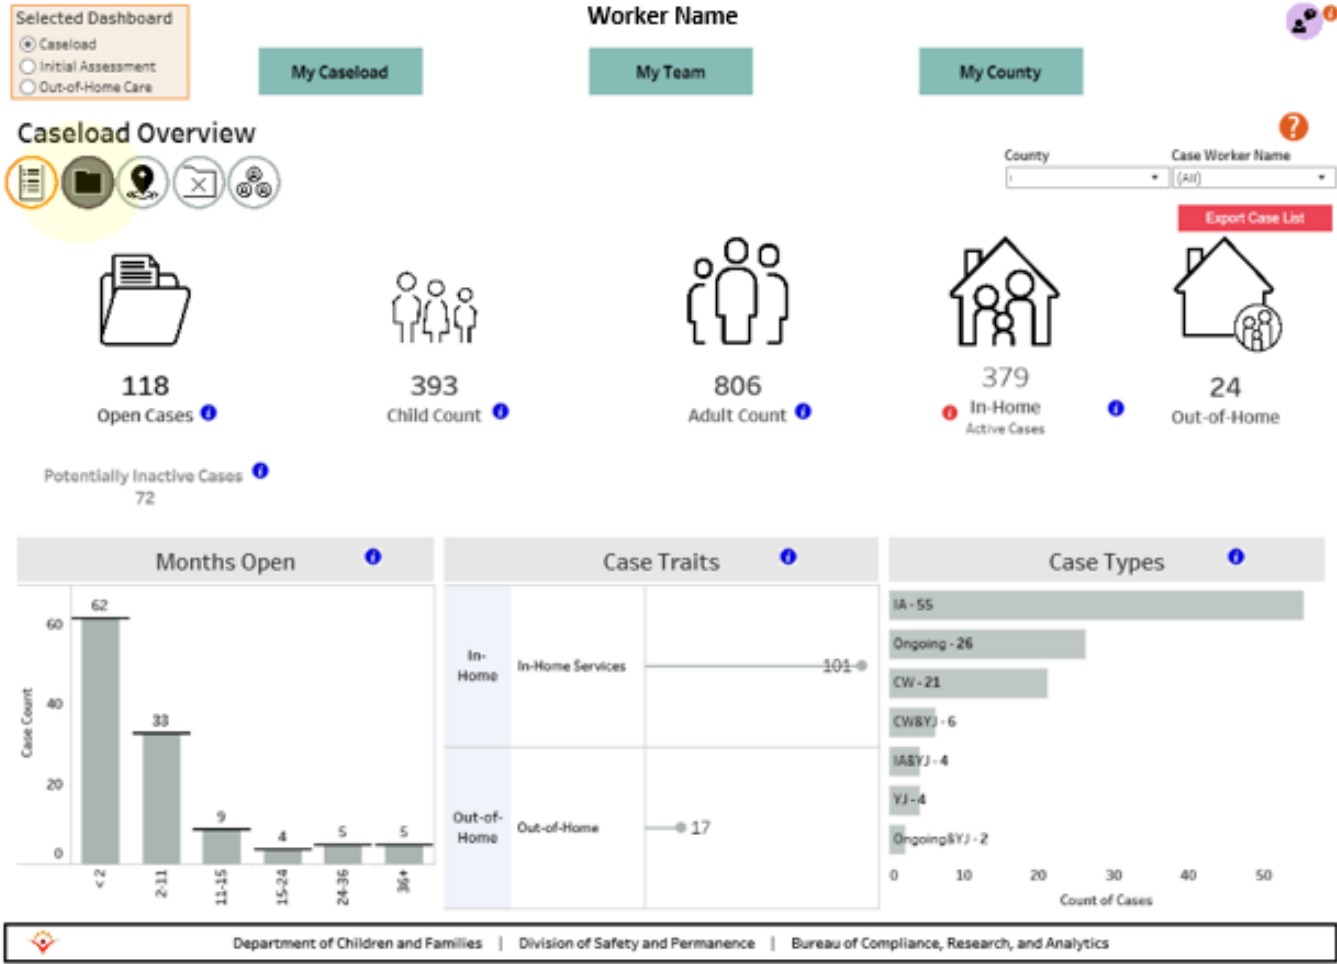 Selected Dashboard
Caseload
Initial Assessment
Out-of-Home Care
Worker Name
My Caseload
My Team
My County
Caseload Overview
?
County
Case Worker Name
(All)
Export Case List
118
Open Cases
393
Child Count
806
Adult Count
379
In-Home
Active Cases
24
Out-of-Home
Potentially Inactive Cases
72
Months Open
Case Count
60
40
20
0
62
33
9
4
5
5
< 2
2-11
11-15
15-24
24-36
36+
Case Traits
In-
Home
In-Home Services
101
Out-of-
Home
Out-of-Home
17
Case Types
IA - 55
Ongoing - 26
CW - 21
CW&YJ - 6
IA&YJ - 4
YJ - 4
Ongoing&YJ - 2
0 10 20 30 40 50
Count of Cases
Department of Children and Families | Division of Safety and Permanence | Bureau of Compliance, Research, and Analytics